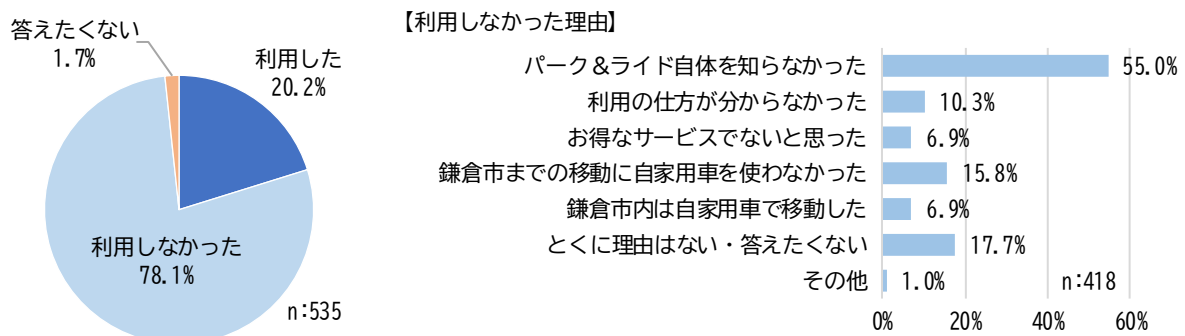 答えたくない
1.7%
利用した
20.2%
利用しなかった
78.1%
n:535
【利用しなかった理由】
パーク＆ライド自体を知らなかった 55.0%
利用の仕方が分からなかった 10.3%
お得なサービスでないと思った 6.9%
鎌倉市までの移動に自家用車を使わなかった 15.8%
鎌倉市内は自家用車で移動した 6.9%
とくに理由はない・答えたくない 17.7%
その他 1.0% n:418
0% 20% 40% 60%